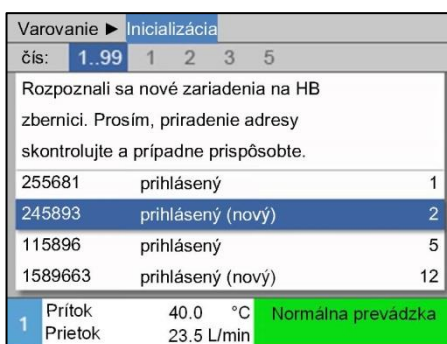 Varovanie ► Inicializácia
čís: 1..99 1 2 3 5
Rozpoznali sa nové zariadenia na HB
zbernici. Prosím, priradenie adresy
skontrolujte a prípadne prispôsobte.
255681 prihlásený 1
245893 prihlásený (nový) 2
115896 prihlásený 5
1589663 prihlásený (nový) 12
1 Prítok 40.0 °C Normálna prevádzka
Prietok 23.5 L/min